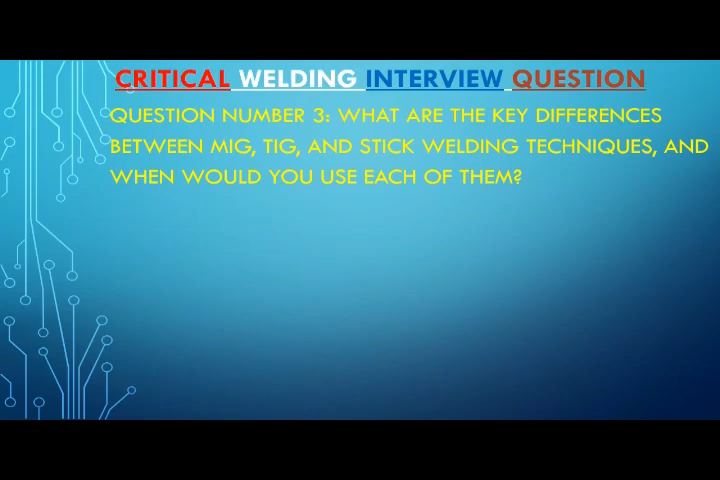 CRITICAL WELDING INTERVIEW QUESTION
QUESTION NUMBER 3: WHAT ARE THE KEY DIFFERENCES
BETWEEN MIG, TIG, AND STICK WELDING TECHNIQUES, AND
WHEN WOULD YOU USE EACH OF THEM?